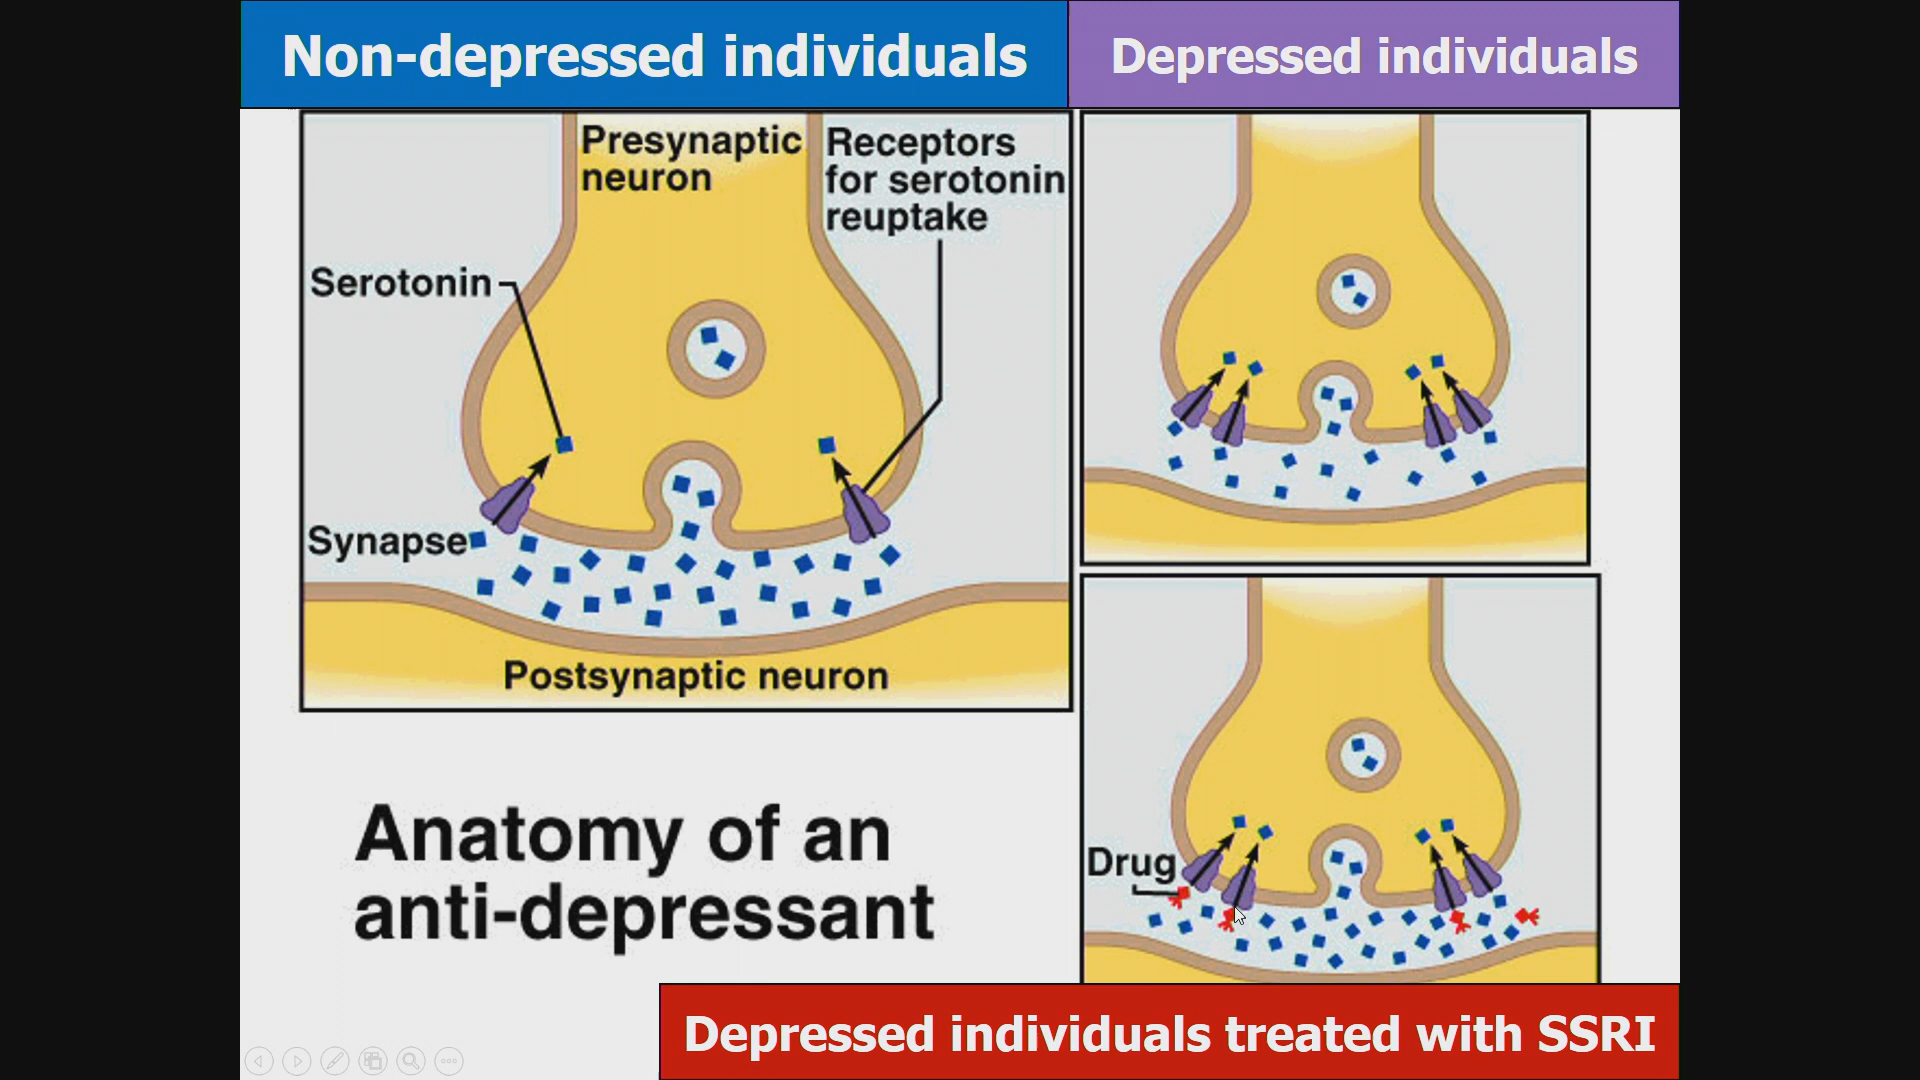 Non-depressed individuals
Depressed individuals
Presynaptic
neuron
Receptors
for serotonin
reuptake
Serotonin
Synapse
Postsynaptic neuron
Drug
Anatomy of an
anti-depressant
Depressed individuals treated with SSRI